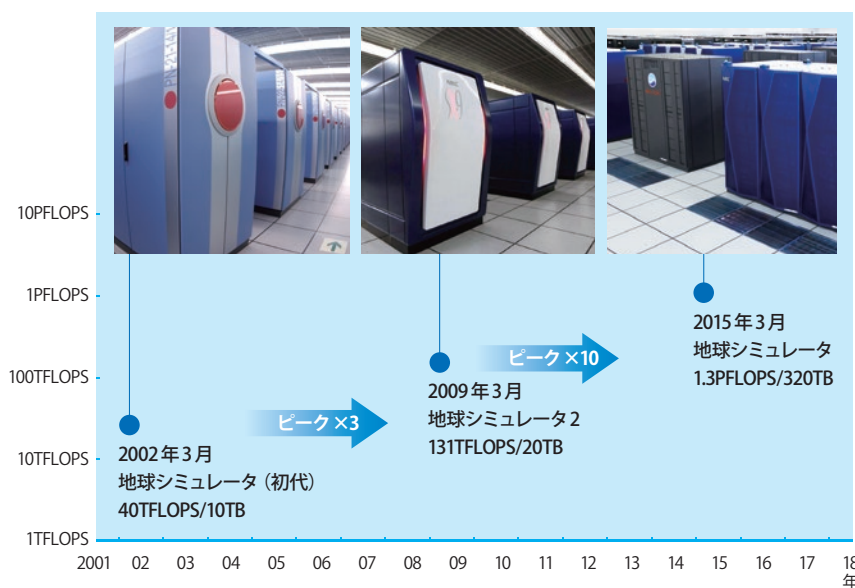 10PFLOPS
1PFLOPS
100TFLOPS
10TFLOPS
1TFLOPS
2015年3月
地球シミュレータ
1.3PFLOPS/320TB
ピーク×10
2009年3月
地球シミュレータ2
131TFLOPS/20TB
ピーク×3
2002年3月
地球シミュレータ（初代）
40TFLOPS/10TB
2001 02 03 04 05 06 07 08 09 10 11 12 13 14 15 16 17 18
年